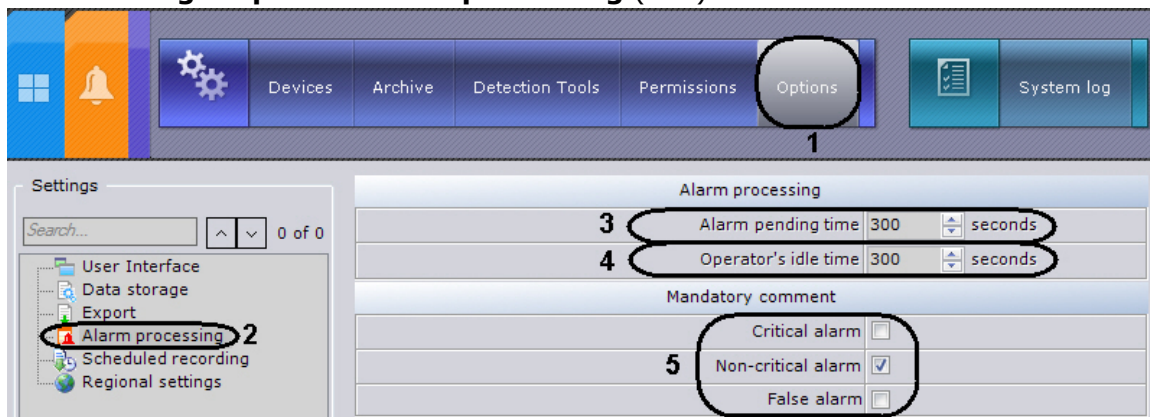 Devices Archive Detection Tools Permissions Options System log
1
Settings
Search... 0 of 0
User Interface
Data storage
Export
Alarm processing 2
Scheduled recording
Regional settings
Alarm processing
3 Alarm pending time 300 seconds
4 Operator's idle time 300 seconds
Mandatory comment
Critical alarm
5 Non-critical alarm
False alarm